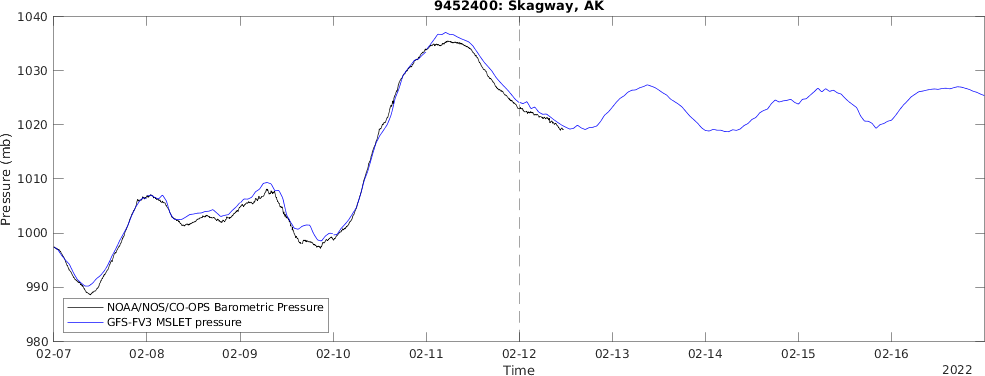 9452400: Skagway, AK
1040
1030
1020
1010
1000
990
980
Pressure (mb)
NOAA/NOS/CO-OPS Barometric Pressure
GFS-FV3 MSLET pressure
02-07 02-08 02-09 02-10 02-11 02-12 02-13 02-14 02-15 02-16
Time
2022